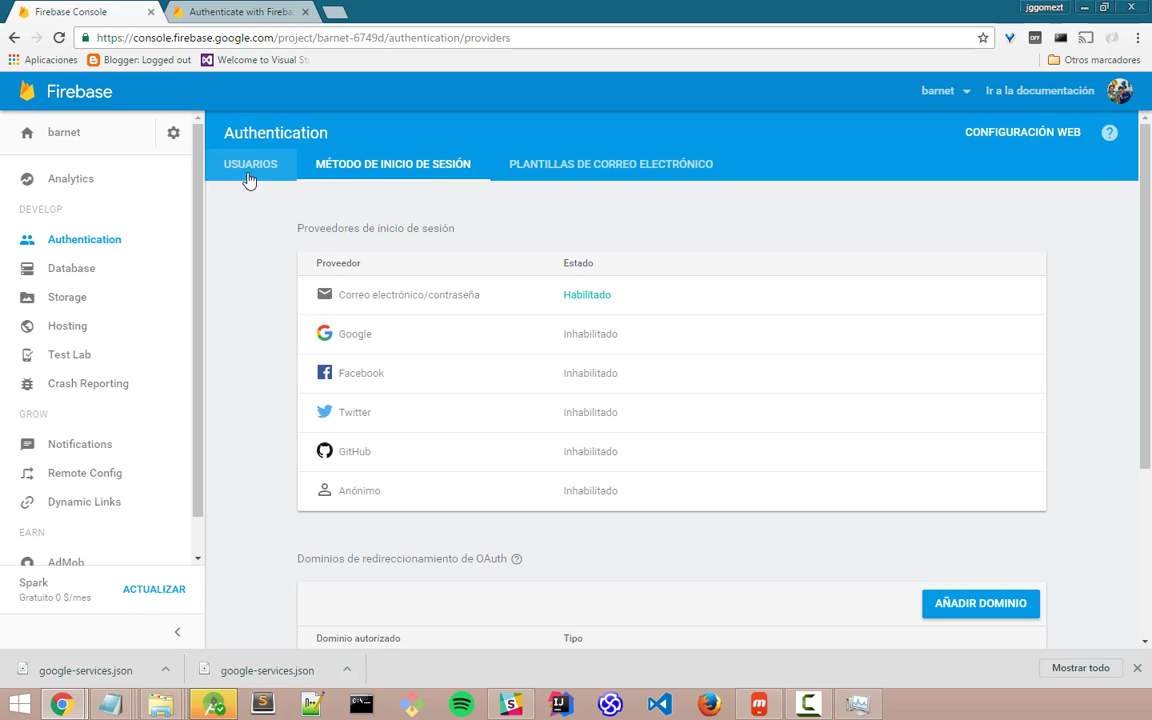 Firebase Console
Authenticate with Fireba
jggomezt
https://console.firebase.google.com/project/barnet-6749d/authentication/providers
OFF
Aplicaciones
Blogger: Logged out
Welcome to Visual St
Otros marcadores
Firebase
barnet
Ir a la documentación
barnet
Authentication
CONFIGURACIÓN WEB
?
USUARIOS
MÉTODO DE INICIO DE SESIÓN
PLANTILLAS DE CORREO ELECTRÓNICO
Analytics
DEVELOP
Authentication
Database
Storage
Hosting
Test Lab
Crash Reporting
GROW
Notifications
Remote Config
Dynamic Links
EARN
AdMob
Spark
Gratuito 0 $/mes
ACTUALIZAR
Proveedores de inicio de sesión
Proveedor Estado
Correo electrónico/contraseña Habilitado
Google Inhabilitado
Facebook Inhabilitado
Twitter Inhabilitado
GitHub Inhabilitado
Anónimo Inhabilitado
Dominios de redireccionamiento de OAuth ?
AÑADIR DOMINIO
Dominio autorizado Tipo
google-services.json
google-services.json
Mostrar todo